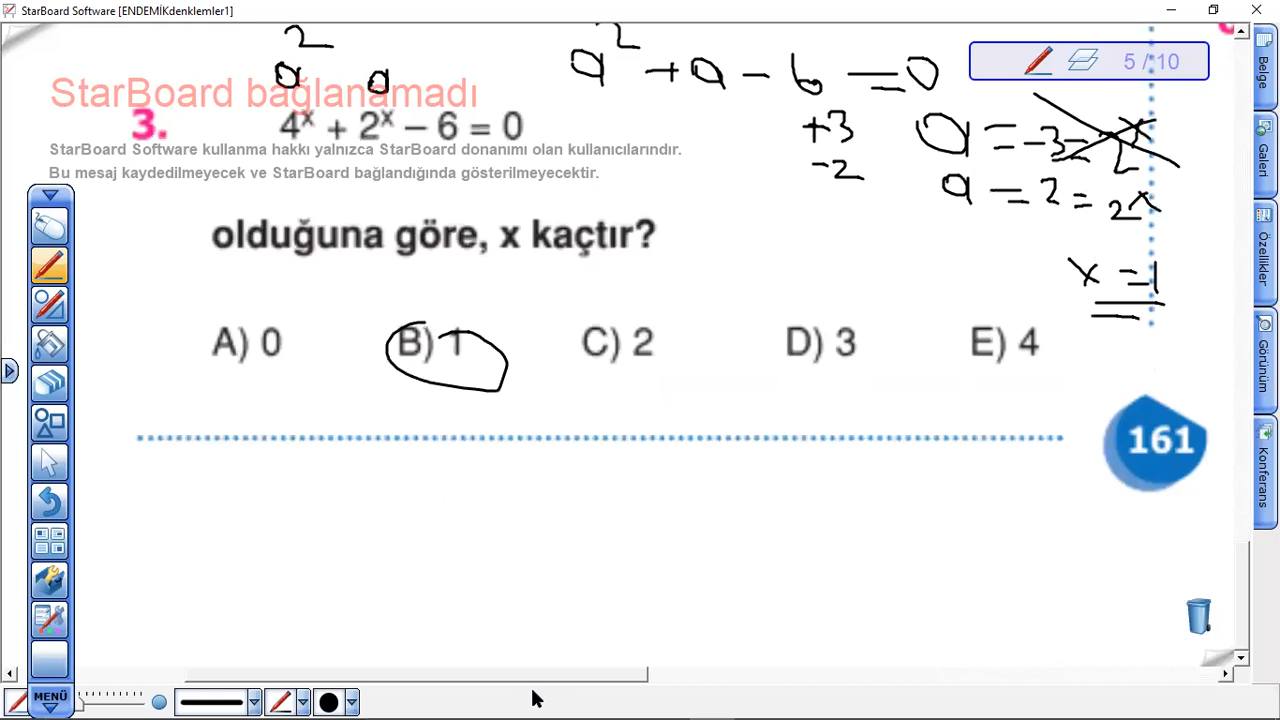 StarBoard Software [ENDEMİKdenklemler1]
a² a
a² + a - 6 = 0
5 / 10
StarBoard bağlanamadı
3. 4ˣ + 2ˣ − 6 = 0
StarBoard Software kullanma hakkı yalnızca StarBoard donanımı olan kullanıcılarındır.
Bu mesaj kaydedilmeyecek ve StarBoard bağlandığında gösterilmeyecektir.
+3
-2
a = -3 = 2ˣ
a = 2 = 2ˣ
x = 1
olduğuna göre, x kaçtır?
A) 0 B) 1 C) 2 D) 3 E) 4
161
Belge
Galeri
Özellikler
Görünüm
Konferans
MENÜ